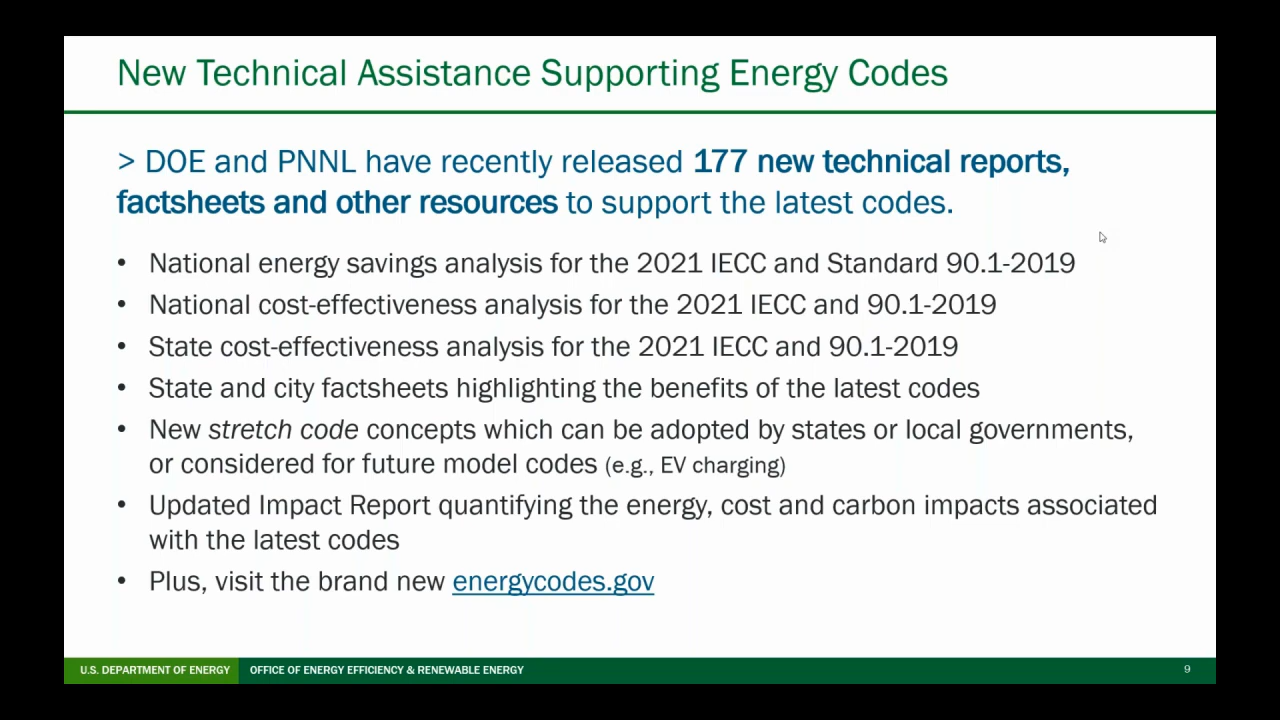 New Technical Assistance Supporting Energy Codes
> DOE and PNNL have recently released 177 new technical reports,
factsheets and other resources to support the latest codes.
• National energy savings analysis for the 2021 IECC and Standard 90.1-2019
• National cost-effectiveness analysis for the 2021 IECC and 90.1-2019
• State cost-effectiveness analysis for the 2021 IECC and 90.1-2019
• State and city factsheets highlighting the benefits of the latest codes
• New stretch code concepts which can be adopted by states or local governments,
or considered for future model codes (e.g., EV charging)
• Updated Impact Report quantifying the energy, cost and carbon impacts associated
with the latest codes
• Plus, visit the brand new energycodes.gov
U.S. DEPARTMENT OF ENERGY OFFICE OF ENERGY EFFICIENCY & RENEWABLE ENERGY 9